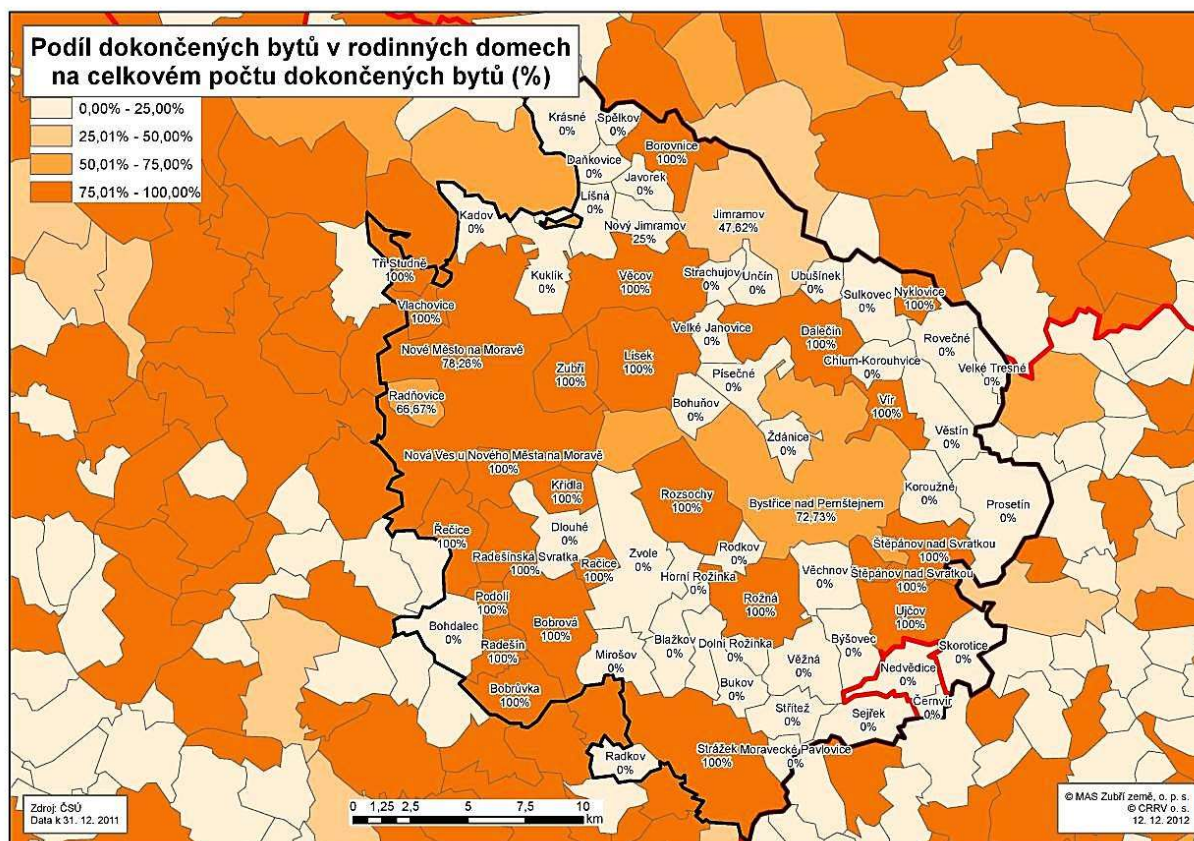 Podíl dokončených bytů v rodinných domech
na celkovém počtu dokončených bytů (%)
0,00% - 25,00%
25,01% - 50,00%
50,01% - 75,00%
75,01% - 100,00%
Krásné
0%
Spělkov
0%
Borovnice
100%
Daňkovice
0%
Javorek
0%
Líšná
0%
Kadov
0%
Nový Jimramov
25%
Jimramov
47,62%
Tři Studně
100%
Kuklík
0%
Věcov
100%
Strachujov
0%
Unčín
0%
Ubušínek
0%
Sulkovec
0%
Nyklovice
100%
Vlachovice
100%
Velké Janovice
0%
Dalečín
100%
Rovečné
0%
Nové Město na Moravě
78,26%
Zubří
100%
Lísek
100%
Písečné
0%
Chlum-Korouhvice
0%
Velké Tresné
0%
Radňovice
66,67%
Bohuňov
0%
Vír
100%
Ždánice
0%
Věstín
0%
Nová Ves u Nového Města na Moravě
100%
Křídla
100%
Rozsochy
100%
Bystřice nad Pernštejnem
72,73%
Koroužné
0%
Prosetín
0%
Řečice
100%
Dlouhé
0%
Radešínská Svratka
100%
Račice
100%
Zvole
0%
Rodkov
0%
Štěpánov nad Svratkou
100%
Horní Rožínka
0%
Věchnov
0%
Štěpánov nad Svratkou
100%
Podolí
100%
Rožná
100%
Ujčov
100%
Bohdalec
0%
Bobrová
100%
Radešín
100%
Mirošov
0%
Blažkov
0%
Dolní Rožínka
0%
Býšovec
0%
Skorotice
0%
Věžná
0%
Nedvědice
0%
Bobrůvka
100%
Bukov
0%
Střítež
0%
Sejřek
0%
Černvír
0%
Radkov
0%
Strážek
100%
Moravecké Pavlovice
0%
Zdroj: ČSÚ
Data k 31. 12. 2011
0 1,25 2,5 5 7,5 10
km
© MAS Zubří země, o. p. s.
© CRRV o. s.
12. 12. 2012